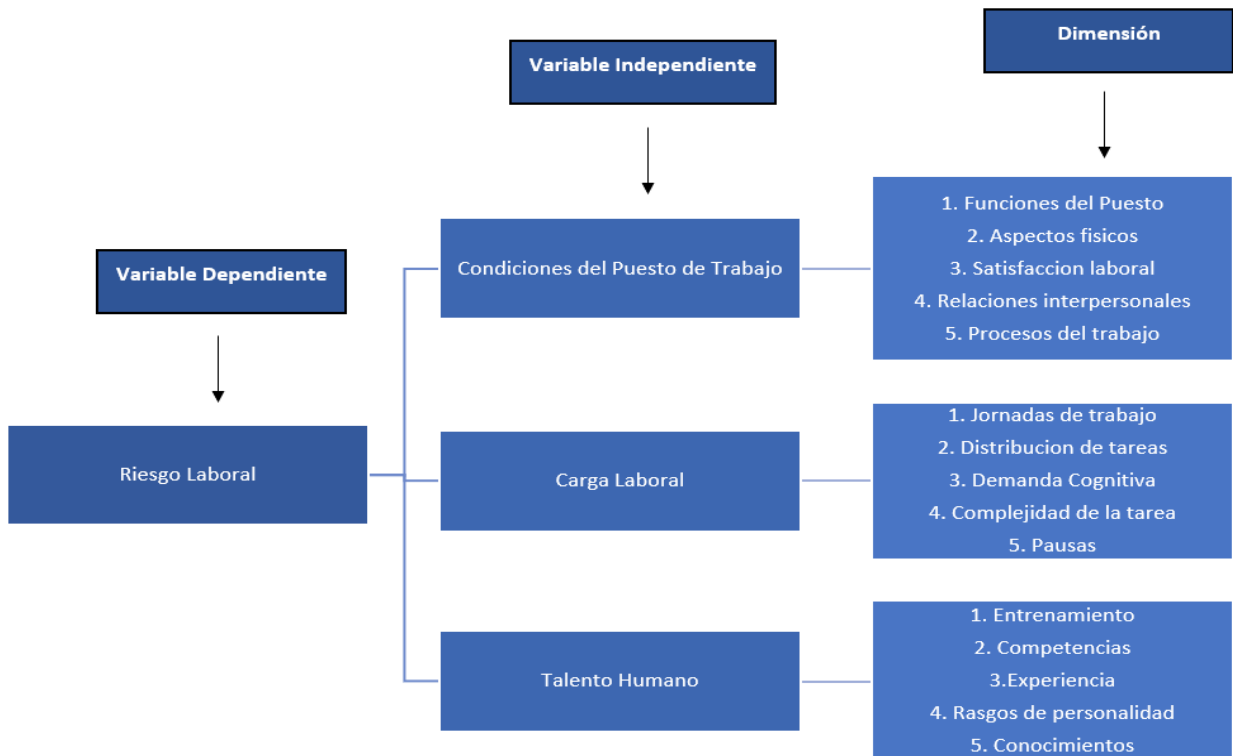 Variable Dependiente
Riesgo Laboral
Variable Independiente
Condiciones del Puesto de Trabajo
Carga Laboral
Talento Humano
Dimensión
1. Funciones del Puesto
2. Aspectos fisicos
3. Satisfaccion laboral
4. Relaciones interpersonales
5. Procesos del trabajo
1. Jornadas de trabajo
2. Distribucion de tareas
3. Demanda Cognitiva
4. Complejidad de la tarea
5. Pausas
1. Entrenamiento
2. Competencias
3.Experiencia
4. Rasgos de personalidad
5. Conocimientos